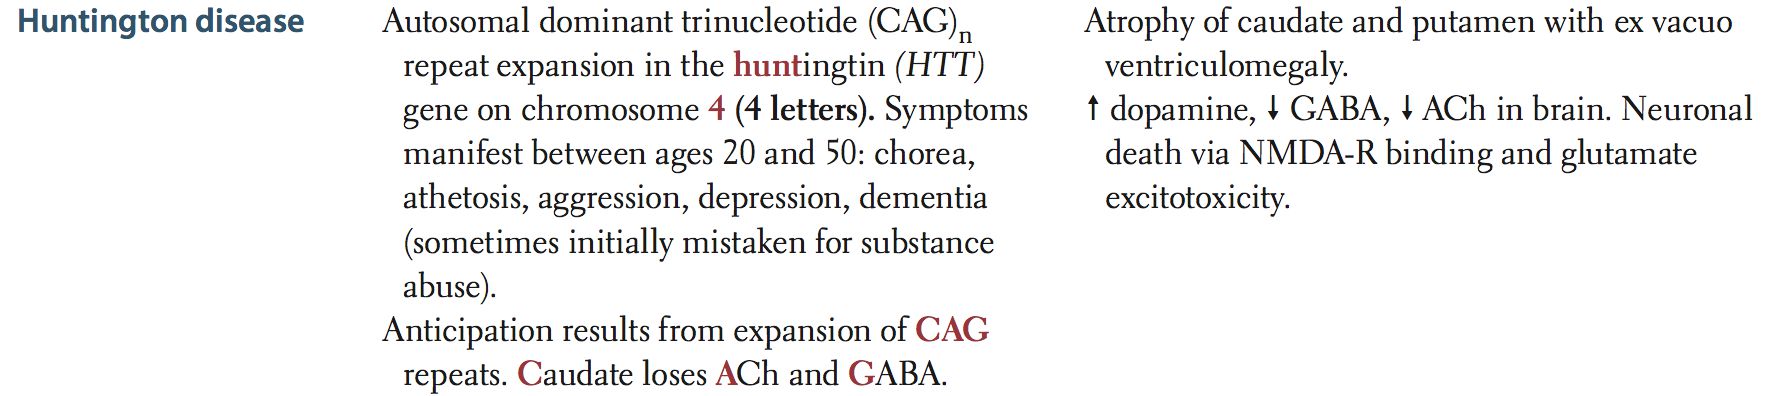 Huntington disease
Autosomal dominant trinucleotide (CAG)n
repeat expansion in the huntingtin (HTT)
gene on chromosome 4 (4 letters). Symptoms
manifest between ages 20 and 50: chorea,
athetosis, aggression, depression, dementia
(sometimes initially mistaken for substance
abuse).
Anticipation results from expansion of CAG
repeats. Caudate loses ACh and GABA.
Atrophy of caudate and putamen with ex vacuo
ventriculomegaly.
↑ dopamine, ↓ GABA, ↓ ACh in brain. Neuronal
death via NMDA-R binding and glutamate
excitotoxicity.